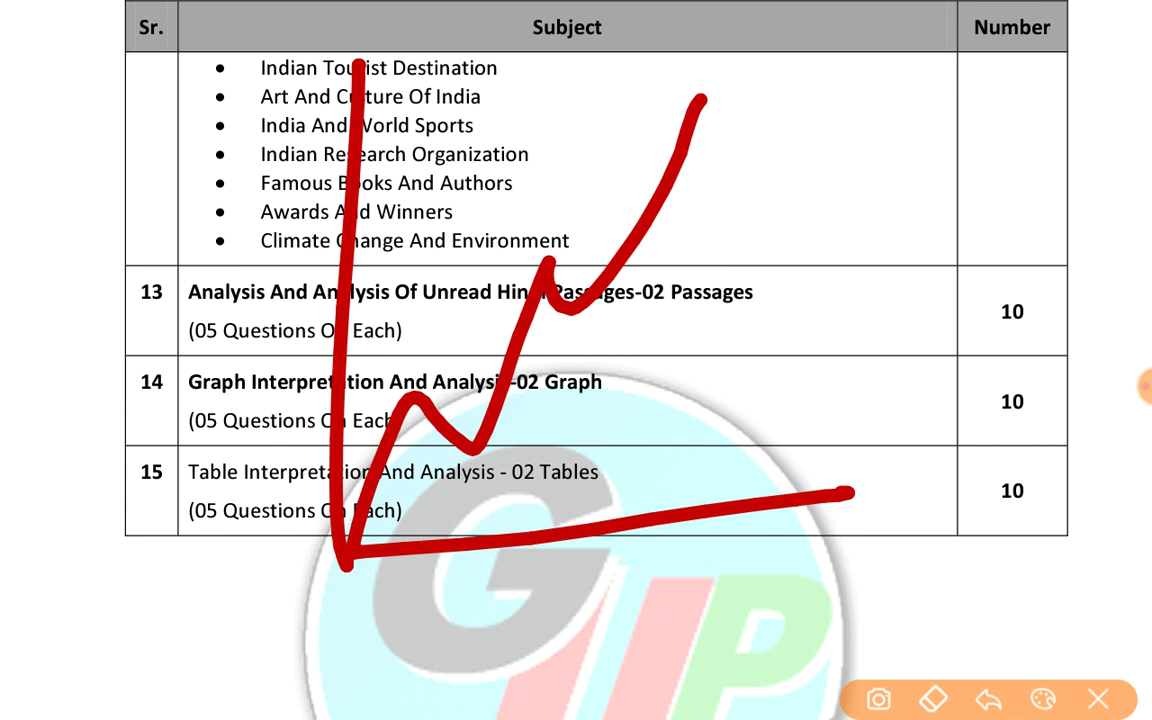 Sr. Subject Number
• Indian Tourist Destination
• Art And Culture Of India
• India And World Sports
• Indian Research Organization
• Famous Books And Authors
• Awards And Winners
• Climate Change And Environment
13 Analysis And Analysis Of Unread Hindi Passages-02 Passages 10
(05 Questions On Each)
14 Graph Interpretation And Analysis-02 Graph 10
(05 Questions On Each)
15 Table Interpretation And Analysis - 02 Tables 10
(05 Questions On Each)
GIP